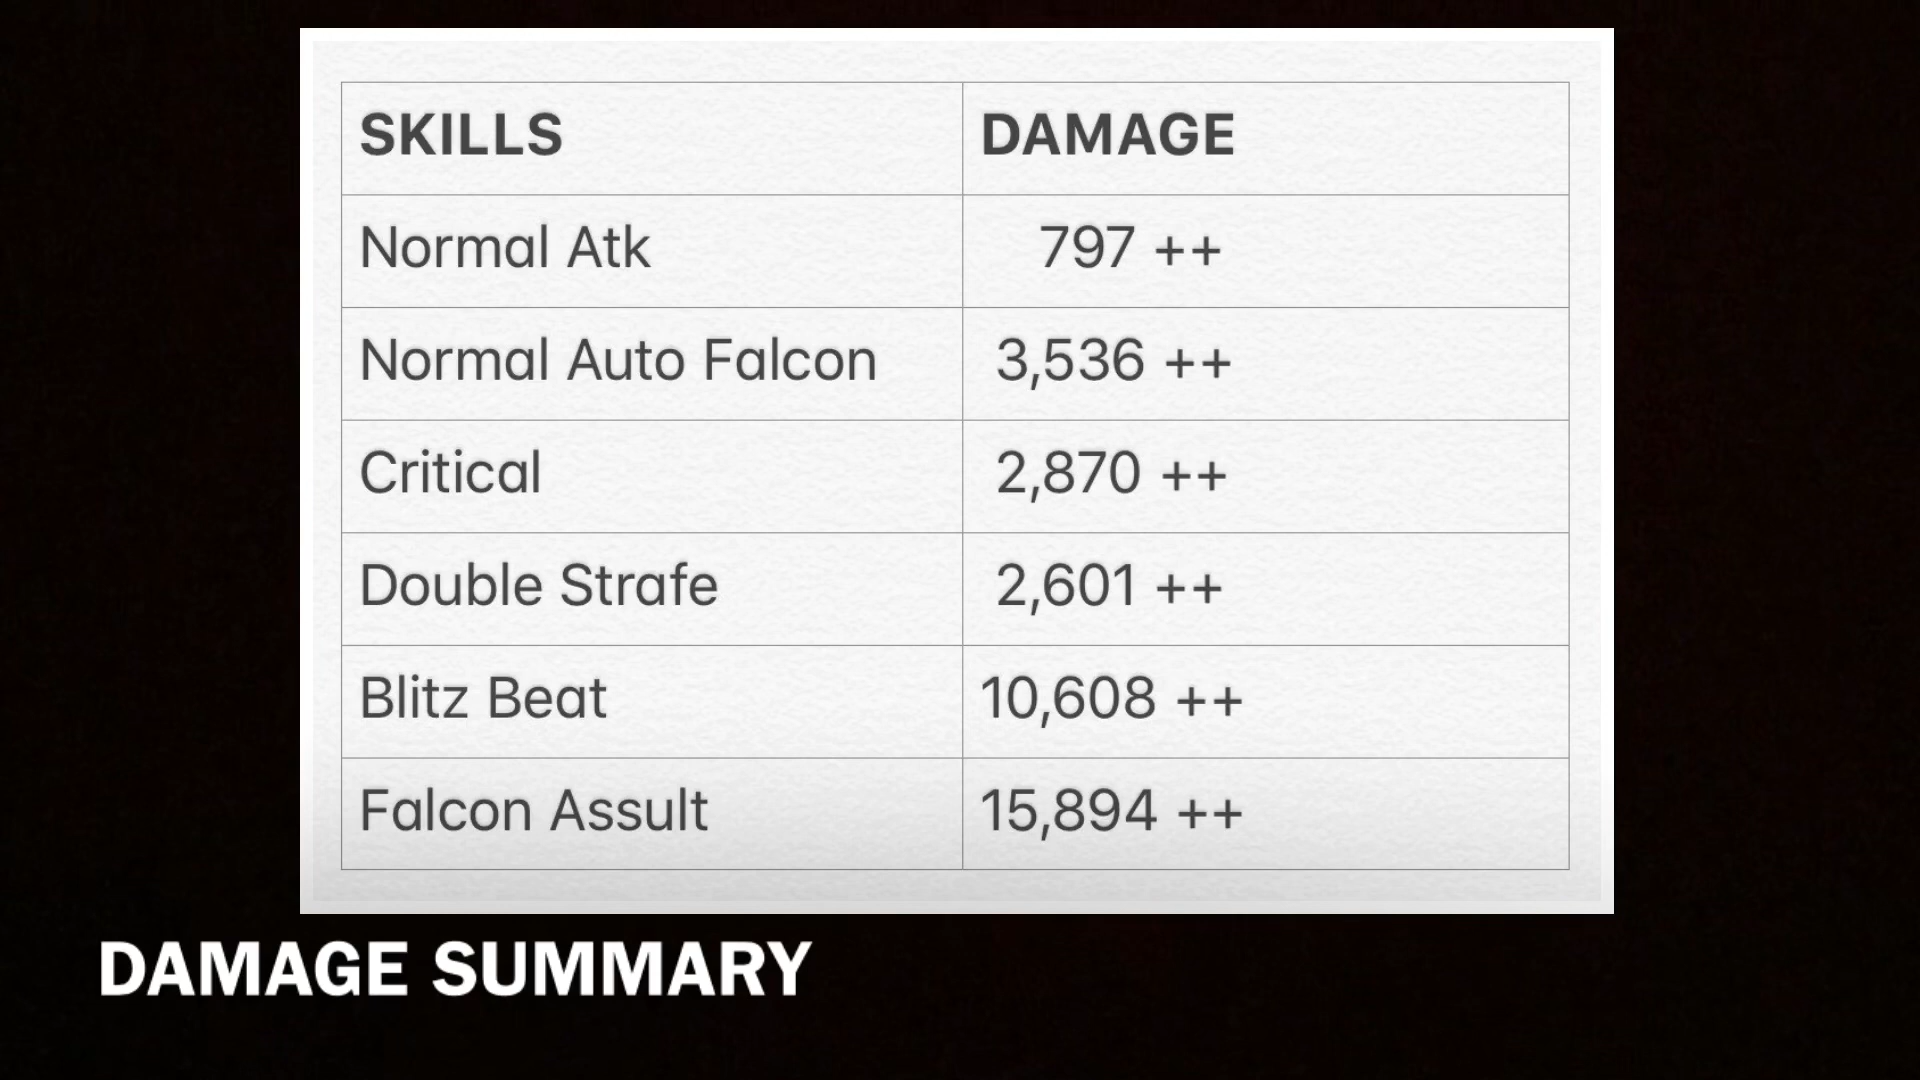 SKILLS DAMAGE
Normal Atk 797 ++
Normal Auto Falcon 3,536 ++
Critical 2,870 ++
Double Strafe 2,601 ++
Blitz Beat 10,608 ++
Falcon Assult 15,894 ++
DAMAGE SUMMARY